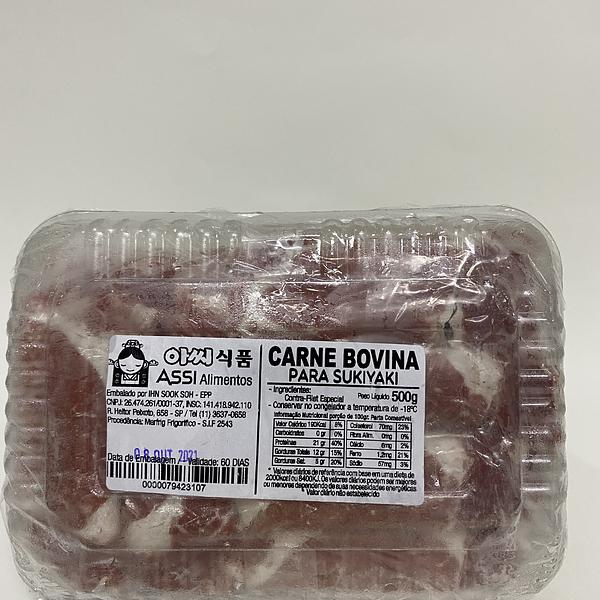 아씨 식품
ASSI Alimentos
Embalado por IHN SOOK SOH - EPP
CNPJ: 26.474.261/0001-37, INSC: 141.418.942.110
R. Heitor Peixoto, 658 - SP / Tel (11) 3637-0658
Procedência: Marfrig Frigorífico - S.I.F 2543
08 OUT 2021
Data de Embalagem / Validade: 60 DIAS
0000079423107
CARNE BOVINA
PARA SUKIYAKI
- Ingredientes:
Contra-Filet Especial
Peso Líquido 500g
- Conservar no congelador a temperatura de -18°C
Informação Nutricional porção de 100gr. Parte Comestível
Valor Calórico 190Kcal 8% Colesterol 70mg 23%
Carboidratos 0 gr 0% Fibra Alim. 0mg 0%
Proteínas 21 gr 40% Cálcio 6mg 2%
Gorduras Totais 12 gr 15% Ferro 1,2mg 21%
Gorduras Sat. 5 gr 20% Sódio 57mg 3%
* Valores diários de referência com base em uma dieta de
2000kcal ou 8400KJ. Os valores diários podem ser maiores
ou menores dependendo de suas necessidades energéticas
* Valor diário não estabelecido